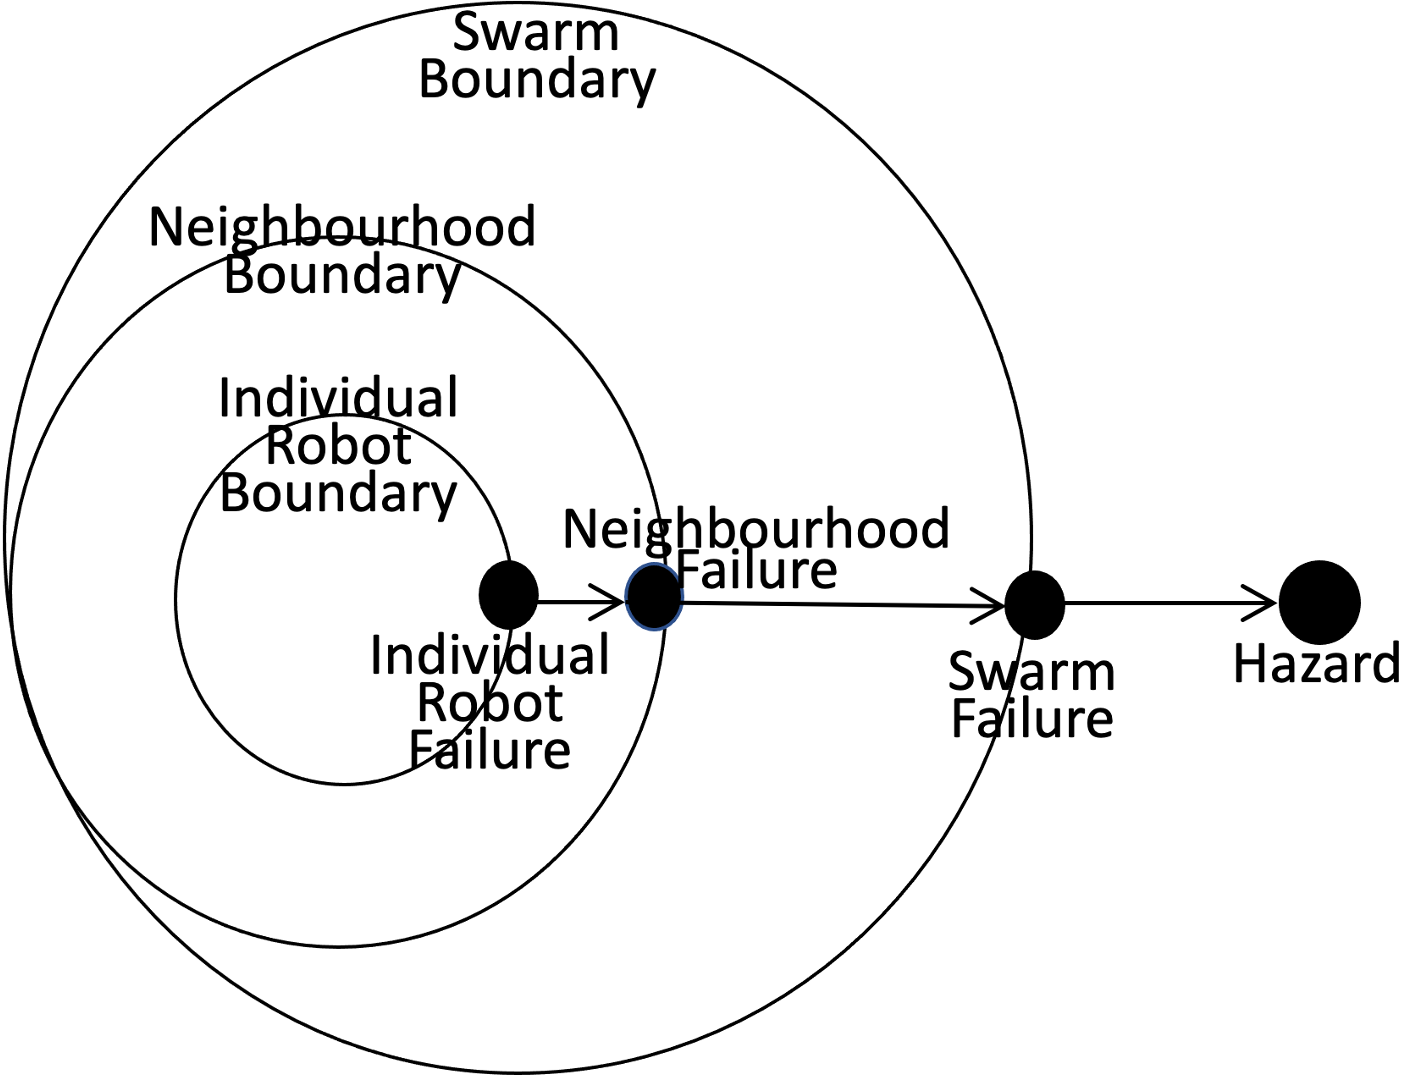 Swarm
Boundary
Neighbourhood
Boundary
Individual
Robot
Boundary
Neighbourhood
Failure
Individual
Robot
Failure
Swarm
Failure
Hazard